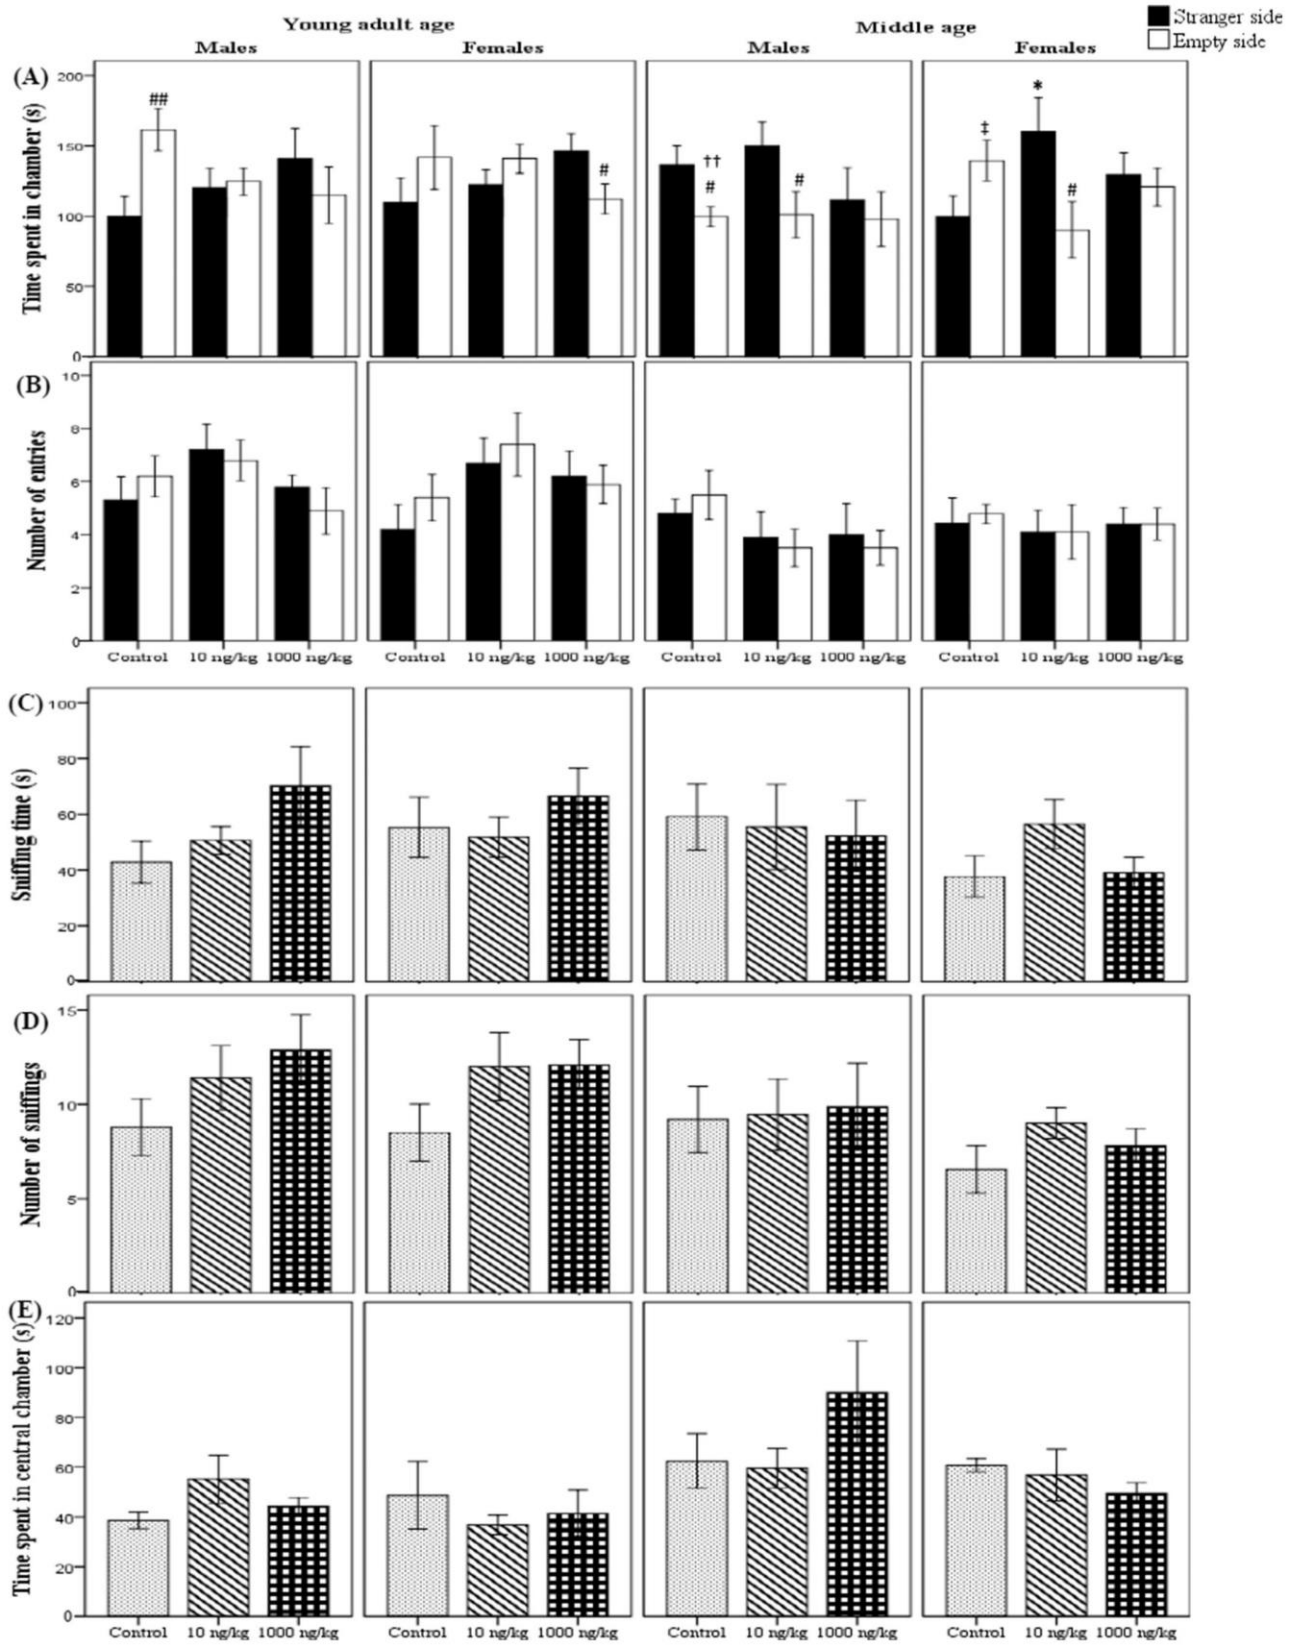 Young adult age
Middle age
Stranger side
Empty side
Males
Females
Males
Females
(A)
Time spent in chamber (s)
200
150
100
50
0
##
#
††
#
#
‡
*
#
(B)
Number of entries
10
8
6
4
2
0
Control 10 ng/kg 1000 ng/kg
Control 10 ng/kg 1000 ng/kg
Control 10 ng/kg 1000 ng/kg
Control 10 ng/kg 1000 ng/kg
(C)
Sniffing time (s)
100
80
60
40
20
0
(D)
Number of sniffings
15
10
5
0
(E)
Time spent in central chamber (s)
120
100
80
60
40
20
0
Control 10 ng/kg 1000 ng/kg
Control 10 ng/kg 1000 ng/kg
Control 10 ng/kg 1000 ng/kg
Control 10 ng/kg 1000 ng/kg